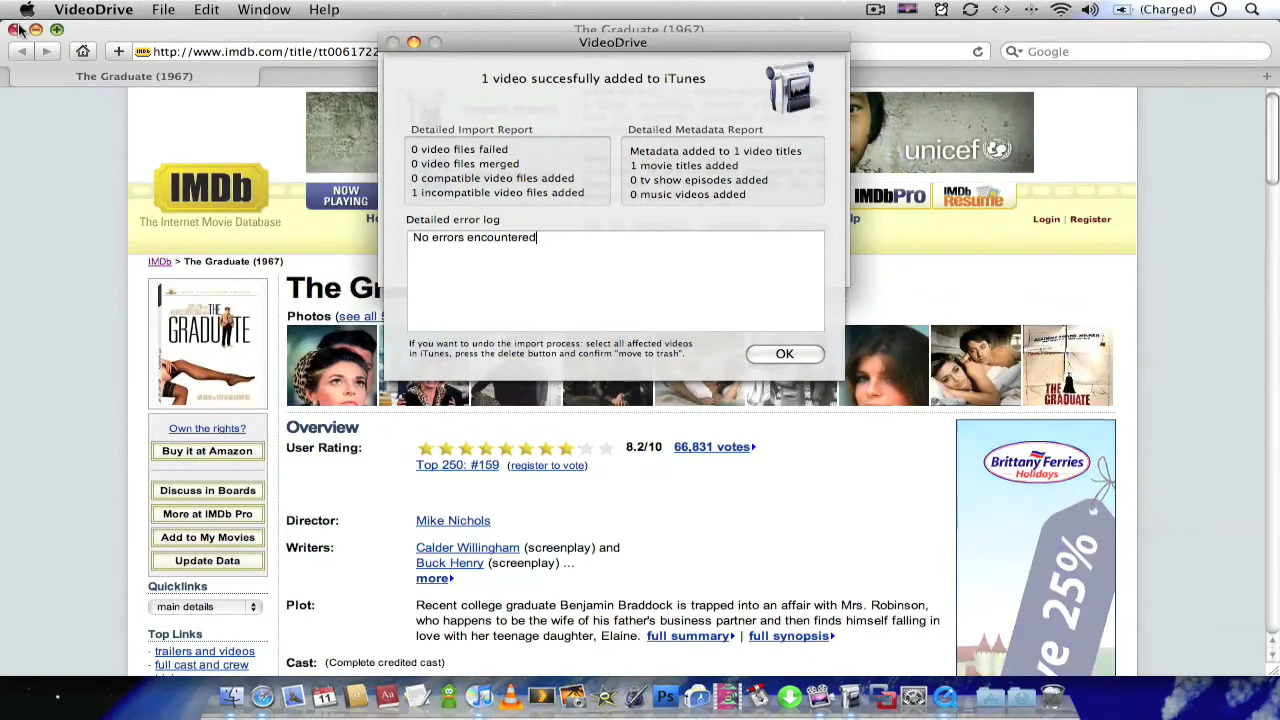 VideoDrive File Edit Window Help (Charged)
The Graduate (1967)
http://www.imdb.com/title/tt0061722
Google
The Graduate (1967)
VideoDrive
1 video succesfully added to iTunes
Detailed Import Report
0 video files failed
0 video files merged
0 compatible video files added
1 incompatible video files added
Detailed Metadata Report
Metadata added to 1 video titles
1 movie titles added
0 tv show episodes added
0 music videos added
Detailed error log
No errors encountered
If you want to undo the import process: select all affected videos
in iTunes, press the delete button and confirm "move to trash".
OK
unicef
IMDb
The Internet Movie Database
NOW
PLAYING
IMDbPro
IMDb
RESUME
Login | Register
IMDb > The Graduate (1967)
Photos (see all
THE
GRADUATE
THE
GRADUATE
Own the rights?
Buy it at Amazon
Discuss in Boards
More at IMDb Pro
Add to My Movies
Update Data
Quicklinks
main details
Top Links
- trailers and videos
- full cast and crew
Overview
User Rating: 8.2/10 66,831 votes
Top 250: #159 (register to vote)
Director: Mike Nichols
Writers: Calder Willingham (screenplay) and
Buck Henry (screenplay) ...
more
Plot: Recent college graduate Benjamin Braddock is trapped into an affair with Mrs. Robinson,
who happens to be the wife of his father's business partner and then finds himself falling in
love with her teenage daughter, Elaine. full summary | full synopsis
Cast: (Complete credited cast)
Brittany Ferries
Holidays
25%
Ps